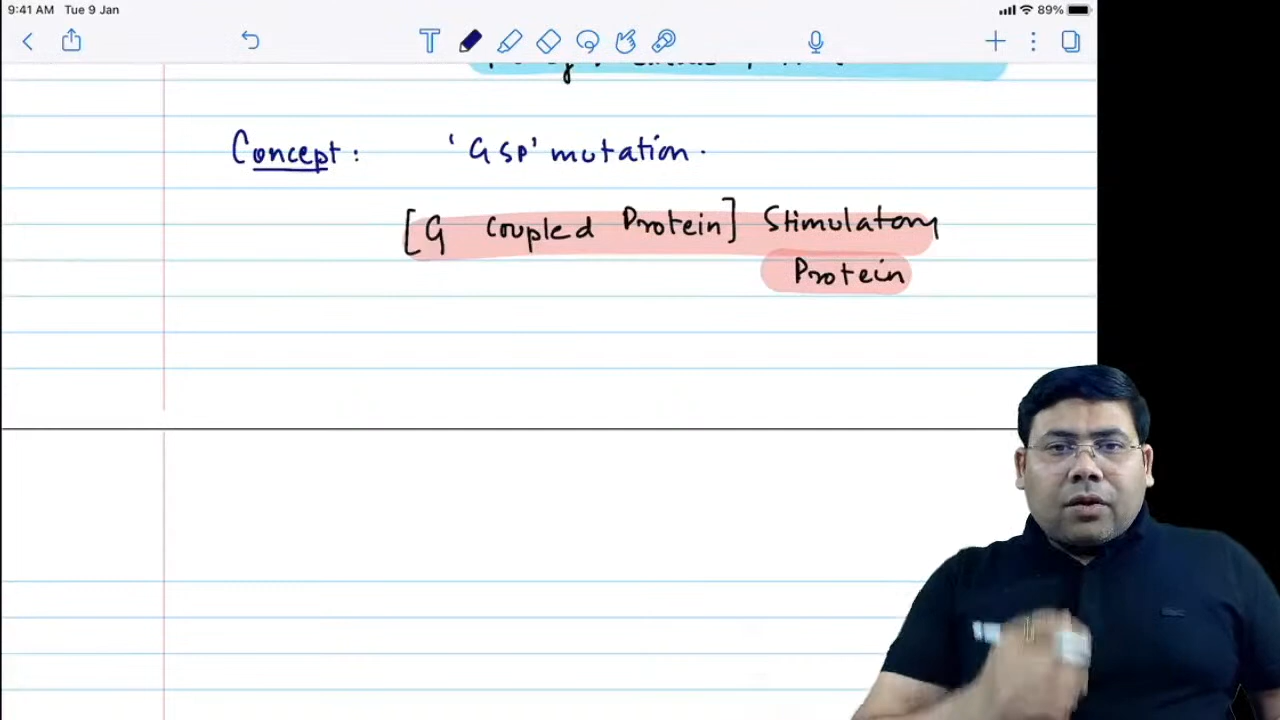 9:41 AM Tue 9 Jan
89%
Concept: 'GSP' mutation.
[G Coupled Protein] Stimulatory
Protein